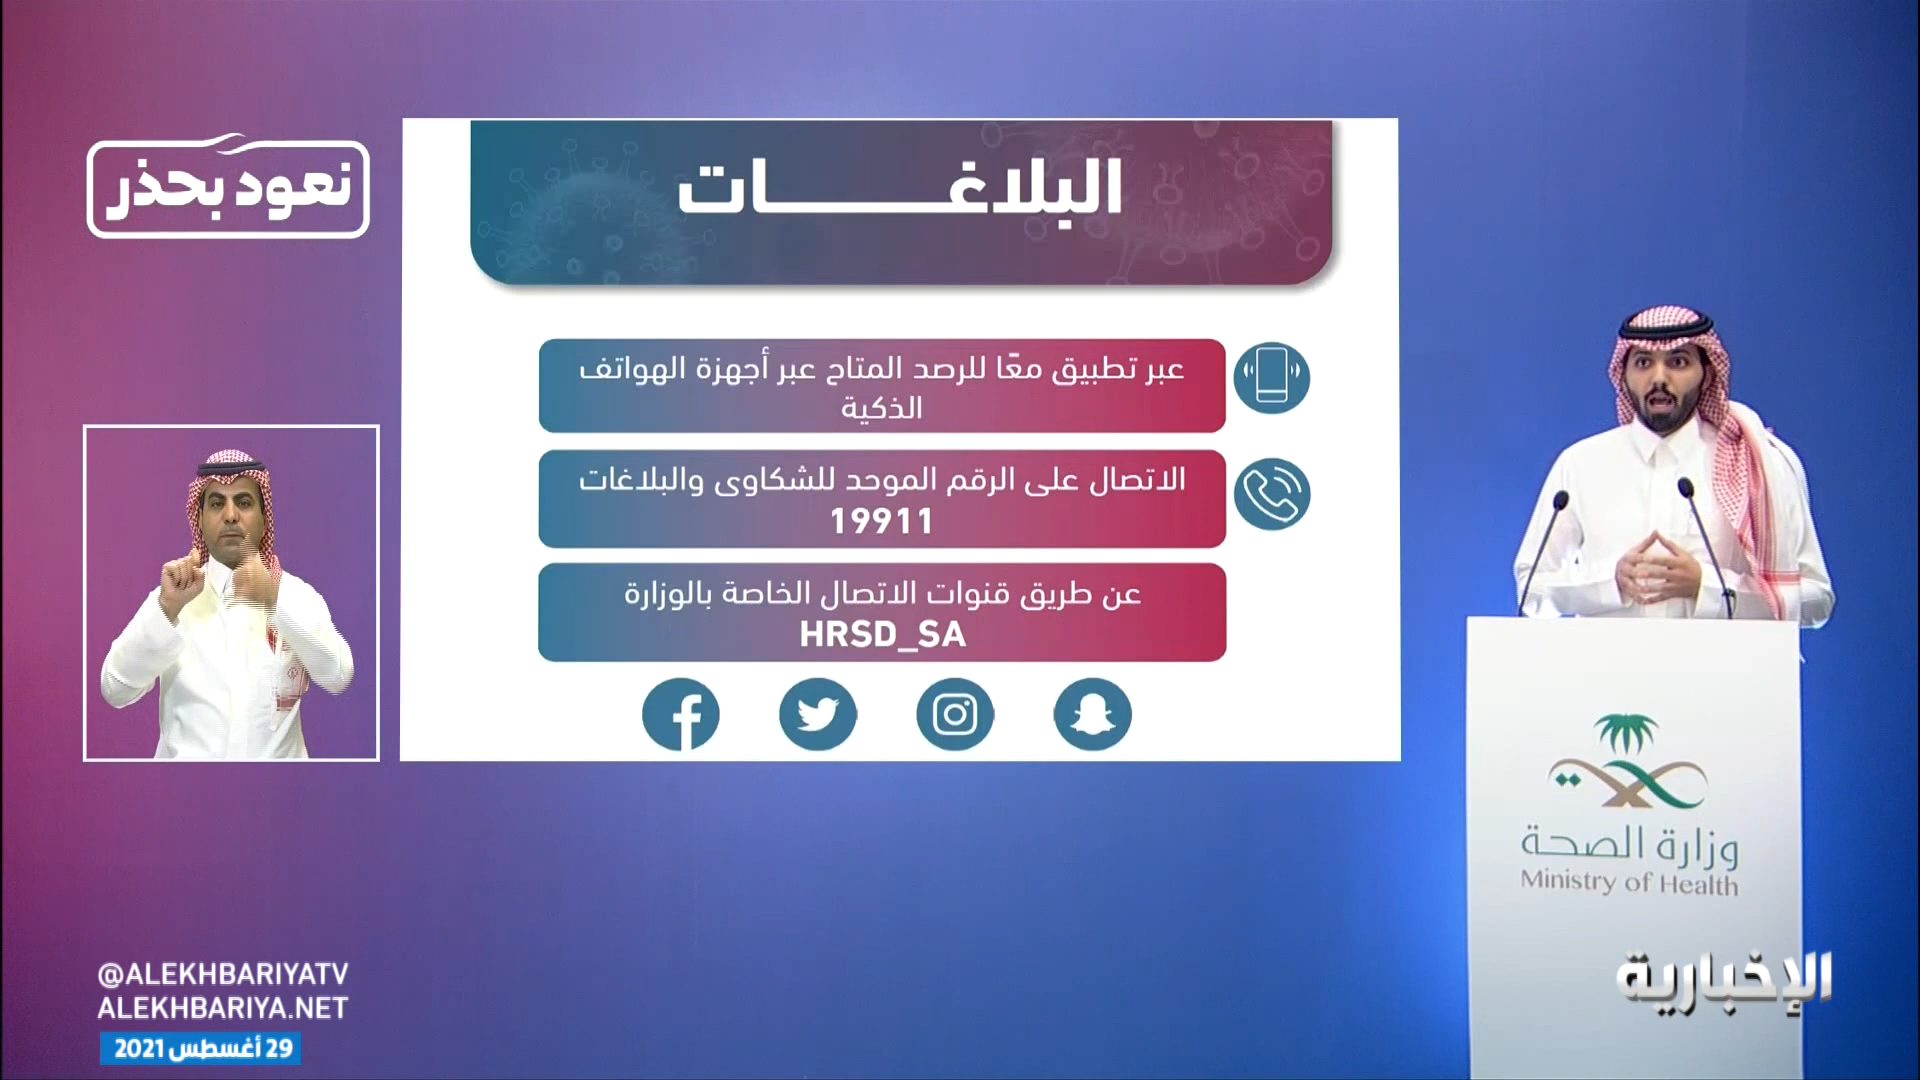 نعود بحذر
البلاغـــــات
عبر تطبيق معًا للرصد المتاح عبر أجهزة الهواتف
الذكية
الاتصال على الرقم الموحد للشكاوى والبلاغات
19911
عن طريق قنوات الاتصال الخاصة بالوزارة
HRSD_SA
وزارة الصحة
Ministry of Health
الإخبارية
@ALEKHBARIYATV
ALEKHBARIYA.NET
29 أغسطس 2021